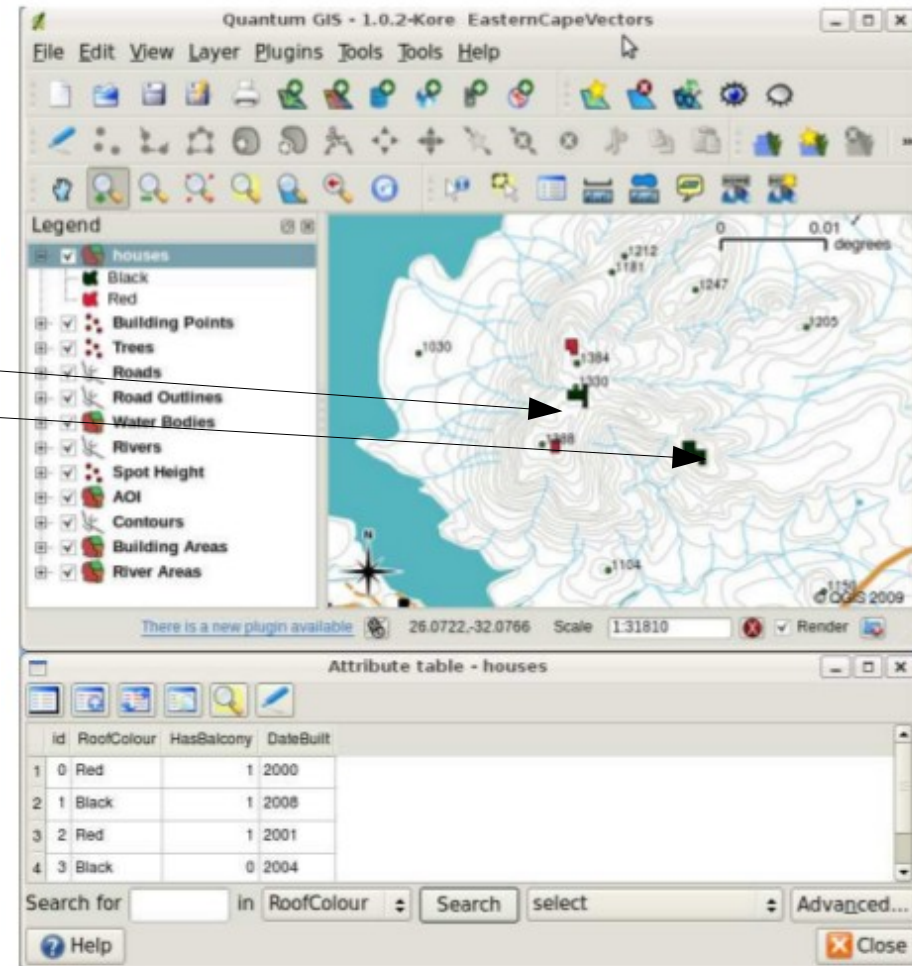 Quantum GIS - 1.0.2-Kore EasternCapeVectors
File Edit View Layer Plugins Tools Tools Help
Legend
houses
Black
Red
Building Points
Trees
Roads
Road Outlines
Water Bodies
Rivers
Spot Height
AOI
Contours
Building Areas
River Areas
0 0.01
degrees
1212
1181
1247
1205
1030
1384
1330
1388
1104
1150
N
© QGIS 2009
There is a new plugin available 26.0722,-32.0766 Scale 1:31810 Render
Attribute table - houses
id RoofColour HasBalcony DateBuilt
1 0 Red 1 2000
2 1 Black 1 2008
3 2 Red 1 2001
4 3 Black 0 2004
Search for in RoofColour Search select Advanced...
Help Close